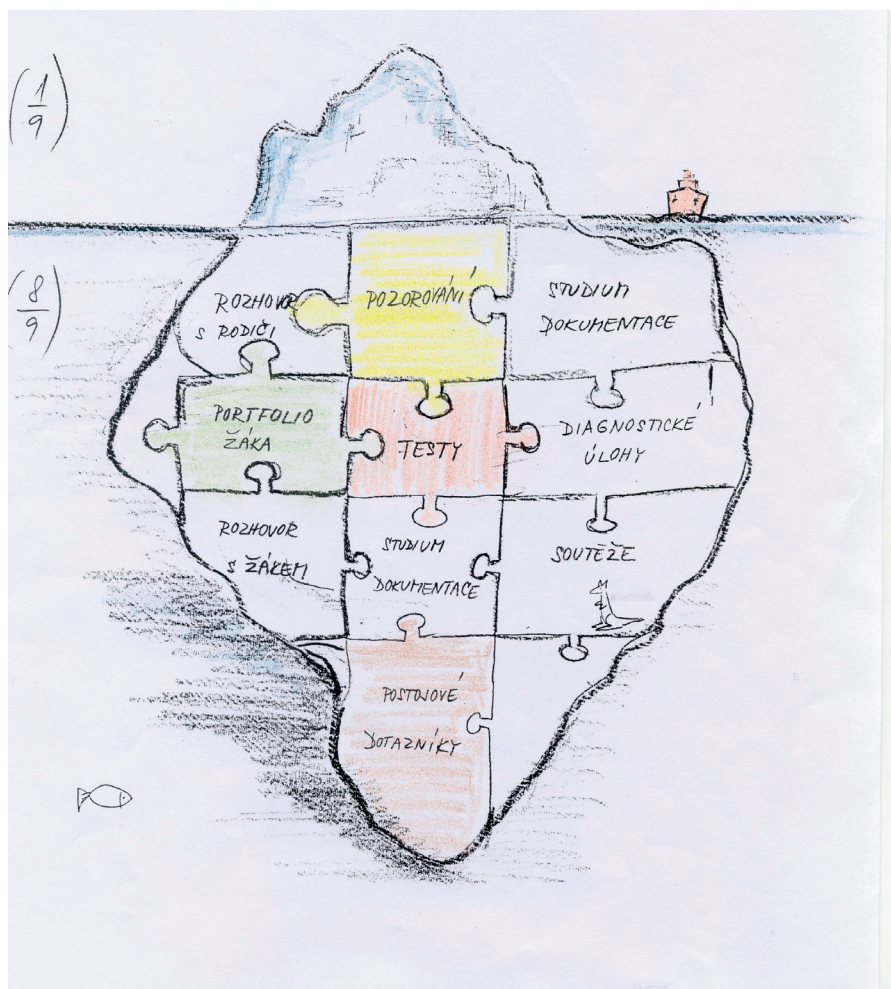 (1/9)
(8/9)
ROZHOVOR
S RODIČI
POZOROVÁNÍ
STUDIUM
DOKUMENTACE
PORTFOLIO
ŽÁKA
TESTY
DIAGNOSTICKÉ
ÚLOHY
ROZHOVOR
S ŽÁKEM
STUDIUM
DOKUMENTACE
SOUTĚŽE
POSTOJOVÉ
DOTAZNÍKY